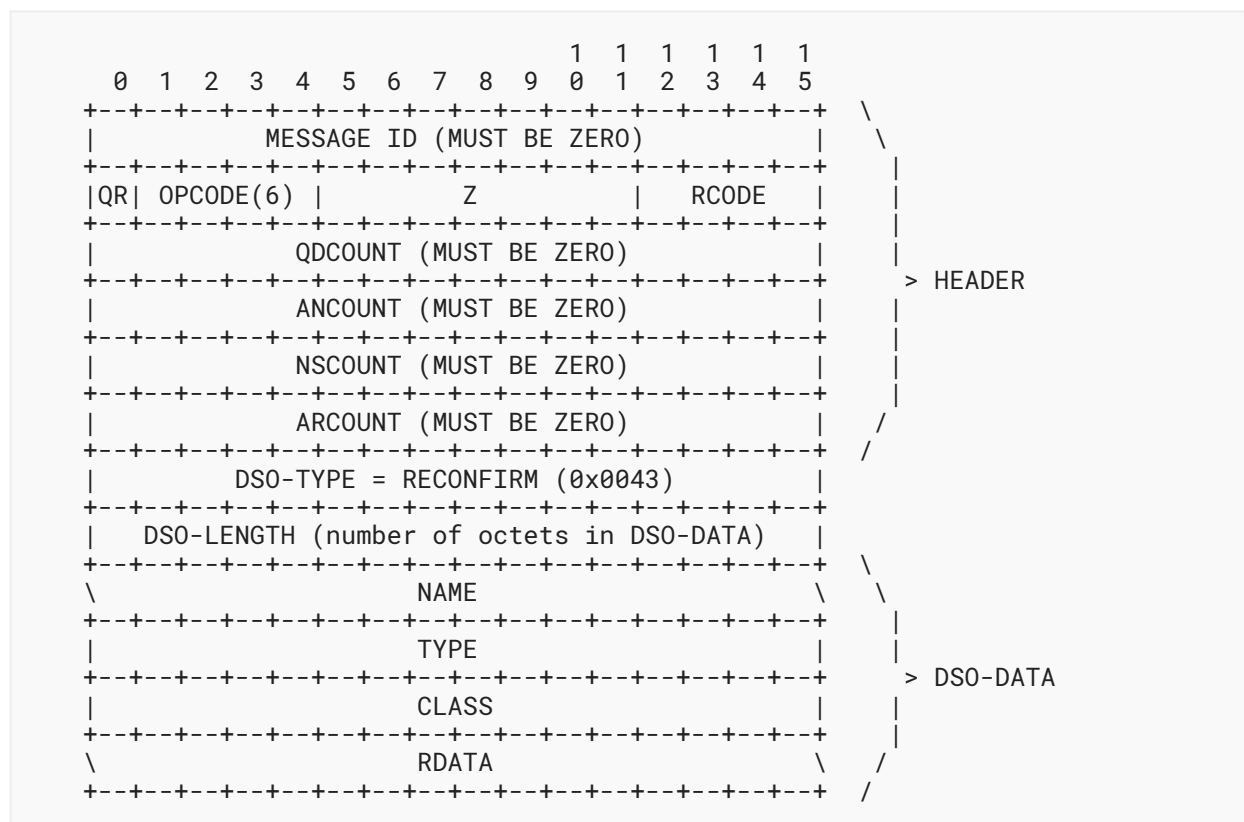 1  1  1  1  1  1
             0  1  2  3  4  5  6  7  8  9  0  1  2  3  4  5
           +--+--+--+--+--+--+--+--+--+--+--+--+--+--+--+--+  \
           |           MESSAGE ID (MUST BE ZERO)           |   \
           +--+--+--+--+--+--+--+--+--+--+--+--+--+--+--+--+    |
           |QR| OPCODE(6) |         Z          |   RCODE   |    |
           +--+--+--+--+--+--+--+--+--+--+--+--+--+--+--+--+    |
           |             QDCOUNT (MUST BE ZERO)            |    |
           +--+--+--+--+--+--+--+--+--+--+--+--+--+--+--+--+     > HEADER
           |             ANCOUNT (MUST BE ZERO)            |    |
           +--+--+--+--+--+--+--+--+--+--+--+--+--+--+--+--+    |
           |             NSCOUNT (MUST BE ZERO)            |    |
           +--+--+--+--+--+--+--+--+--+--+--+--+--+--+--+--+    |
           |             ARCOUNT (MUST BE ZERO)            |   /
           +--+--+--+--+--+--+--+--+--+--+--+--+--+--+--+--+  /
           |         DSO-TYPE = RECONFIRM (0x0043)         |
           +--+--+--+--+--+--+--+--+--+--+--+--+--+--+--+--+
           |   DSO-LENGTH (number of octets in DSO-DATA)   |
           +--+--+--+--+--+--+--+--+--+--+--+--+--+--+--+--+  \
           \                     NAME                      \   \
           +--+--+--+--+--+--+--+--+--+--+--+--+--+--+--+--+    |
           |                     TYPE                      |    |
           +--+--+--+--+--+--+--+--+--+--+--+--+--+--+--+--+     > DSO-DATA
           |                     CLASS                     |    |
           +--+--+--+--+--+--+--+--+--+--+--+--+--+--+--+--+    |
           \                     RDATA                     \   /
           +--+--+--+--+--+--+--+--+--+--+--+--+--+--+--+--+  /